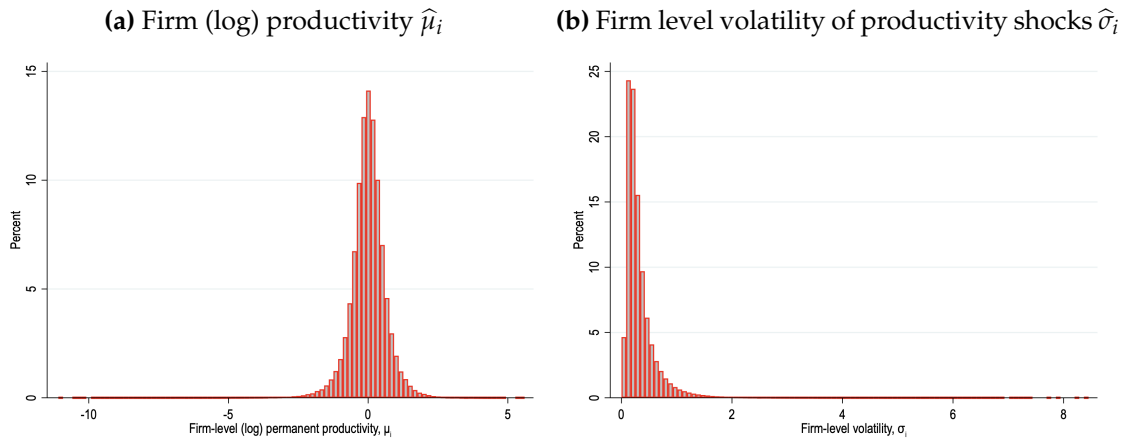 (a) Firm (log) productivity μ̂ᵢ
15
10
5
0
Percent
-10 -5 0 5
Firm-level (log) permanent productivity, μᵢ
(b) Firm level volatility of productivity shocks σ̂ᵢ
25
20
15
10
5
0
Percent
0 2 4 6 8
Firm-level volatility, σᵢ